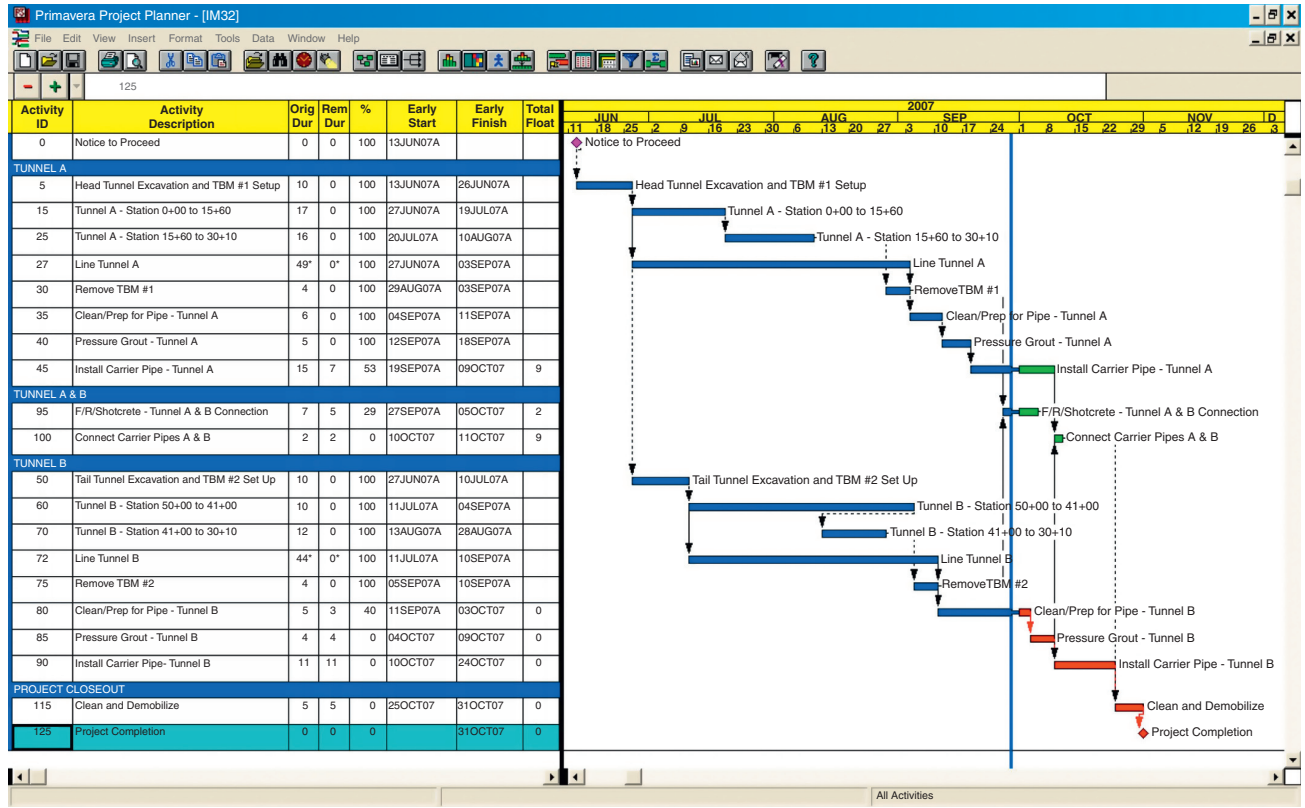 Primavera Project Planner - [IM32]
File Edit View Insert Format Tools Data Window Help
125
Activity ID Activity Description Orig Dur Rem Dur % Early Start Early Finish Total Float
2007
JUN JUL AUG SEP OCT NOV D
11 18 25 2 9 16 23 30 6 13 20 27 3 10 17 24 1 8 15 22 29 5 12 19 26 3
0 Notice to Proceed 0 0 100 13JUN07A Notice to Proceed
TUNNEL A
5 Head Tunnel Excavation and TBM #1 Setup 10 0 100 13JUN07A 26JUN07A Head Tunnel Excavation and TBM #1 Setup
15 Tunnel A - Station 0+00 to 15+60 17 0 100 27JUN07A 19JUL07A Tunnel A - Station 0+00 to 15+60
25 Tunnel A - Station 15+60 to 30+10 16 0 100 20JUL07A 10AUG07A Tunnel A - Station 15+60 to 30+10
27 Line Tunnel A 49* 0* 100 27JUN07A 03SEP07A Line Tunnel A
30 Remove TBM #1 4 0 100 29AUG07A 03SEP07A RemoveTBM #1
35 Clean/Prep for Pipe - Tunnel A 6 0 100 04SEP07A 11SEP07A Clean/Prep for Pipe - Tunnel A
40 Pressure Grout - Tunnel A 5 0 100 12SEP07A 18SEP07A Pressure Grout - Tunnel A
45 Install Carrier Pipe - Tunnel A 15 7 53 19SEP07A 09OCT07 9 Install Carrier Pipe - Tunnel A
TUNNEL A & B
95 F/R/Shotcrete - Tunnel A & B Connection 7 5 29 27SEP07A 05OCT07 2 F/R/Shotcrete - Tunnel A & B Connection
100 Connect Carrier Pipes A & B 2 2 0 10OCT07 11OCT07 9 Connect Carrier Pipes A & B
TUNNEL B
50 Tail Tunnel Excavation and TBM #2 Set Up 10 0 100 27JUN07A 10JUL07A Tail Tunnel Excavation and TBM #2 Set Up
60 Tunnel B - Station 50+00 to 41+00 10 0 100 11JUL07A 04SEP07A Tunnel B - Station 50+00 to 41+00
70 Tunnel B - Station 41+00 to 30+10 12 0 100 13AUG07A 28AUG07A Tunnel B - Station 41+00 to 30+10
72 Line Tunnel B 44* 0* 100 11JUL07A 10SEP07A Line Tunnel B
75 Remove TBM #2 4 0 100 05SEP07A 10SEP07A RemoveTBM #2
80 Clean/Prep for Pipe - Tunnel B 5 3 40 11SEP07A 03OCT07 0 Clean/Prep for Pipe - Tunnel B
85 Pressure Grout - Tunnel B 4 4 0 04OCT07 09OCT07 0 Pressure Grout - Tunnel B
90 Install Carrier Pipe- Tunnel B 11 11 0 10OCT07 24OCT07 0 Install Carrier Pipe - Tunnel B
PROJECT CLOSEOUT
115 Clean and Demobilize 5 5 0 25OCT07 31OCT07 0 Clean and Demobilize
125 Project Completion 0 0 0 31OCT07 0 Project Completion
All Activities